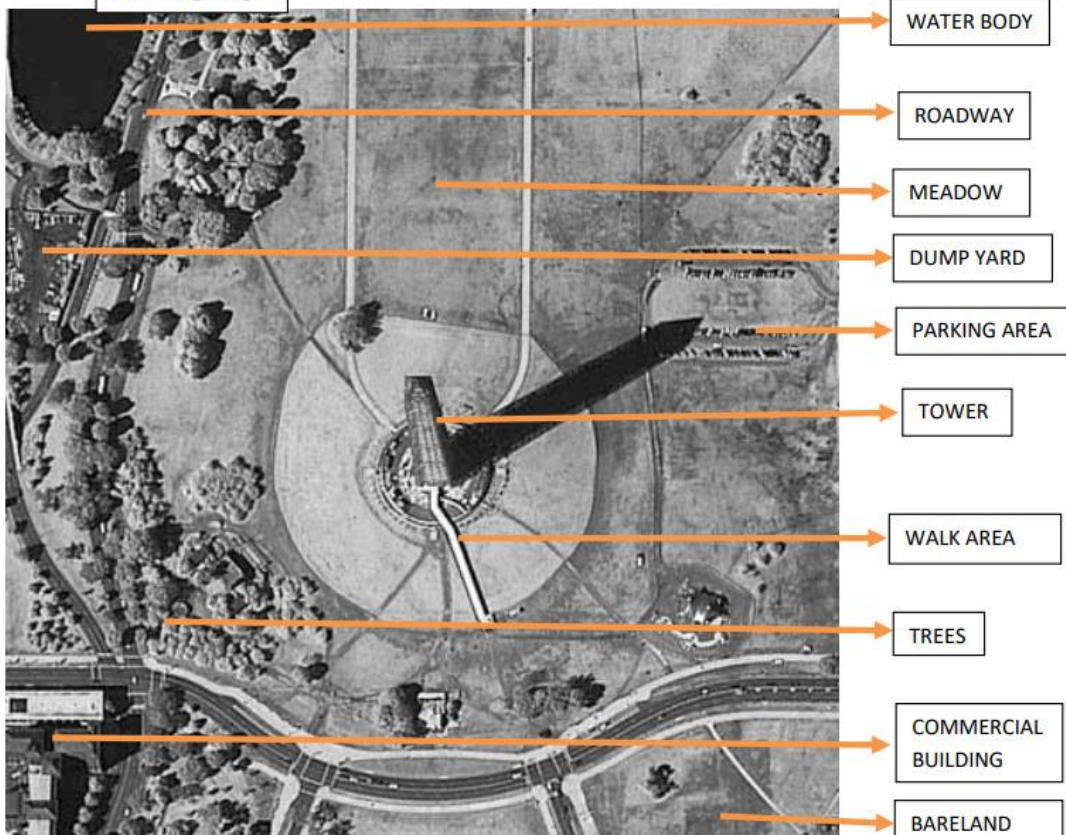 WATER BODY
ROADWAY
MEADOW
DUMP YARD
PARKING AREA
TOWER
WALK AREA
TREES
COMMERCIAL
BUILDING
BARELAND